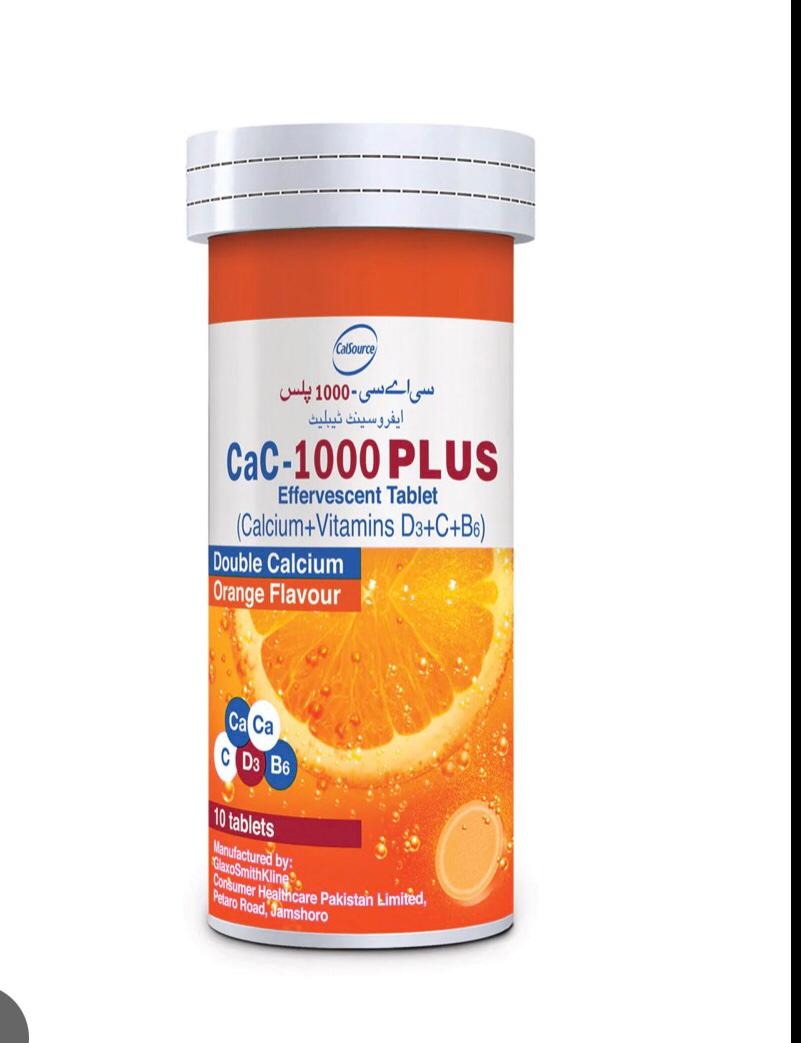 CalSource
سی اے سی-1000 پلس
ایفروسینٹ ٹیبلیٹ
CaC-1000 PLUS
Effervescent Tablet
(Calcium+Vitamins D3+C+B6)
Double Calcium
Orange Flavour
Ca Ca
C D3 B6
10 tablets
Manufactured by:
GlaxoSmithKline
Consumer Healthcare Pakistan Limited,
Petaro Road, Jamshoro